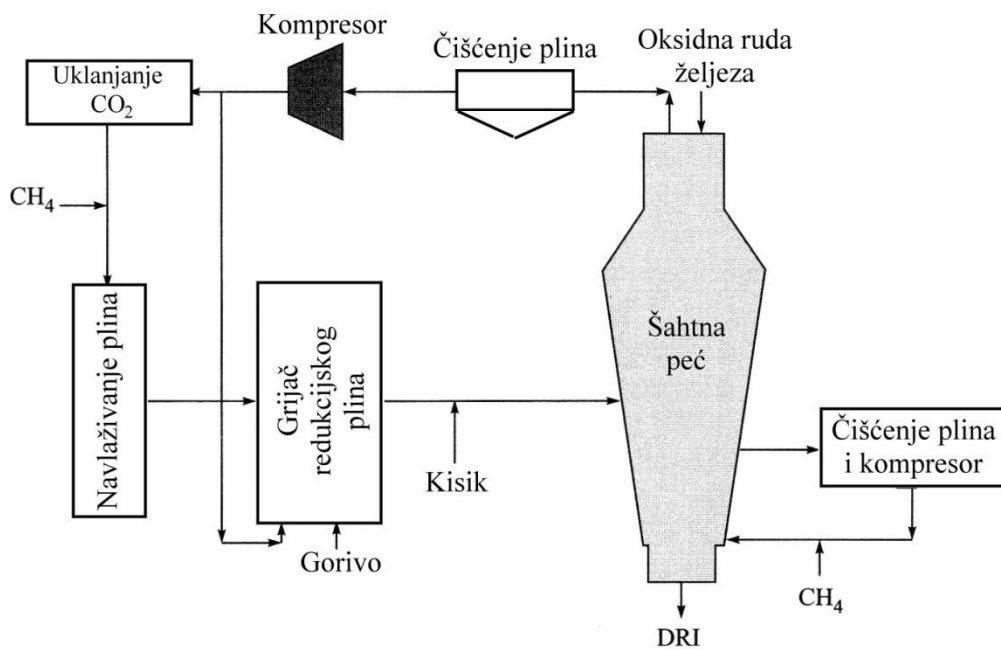 Kompresor
Čišćenje plina
Oksidna ruda
željeza
Uklanjanje
CO₂
CH₄
Navlaživanje plina
Grijač
redukcijskog
plina
Šahtna
peć
Kisik
Gorivo
Čišćenje plina
i kompresor
CH₄
DRI